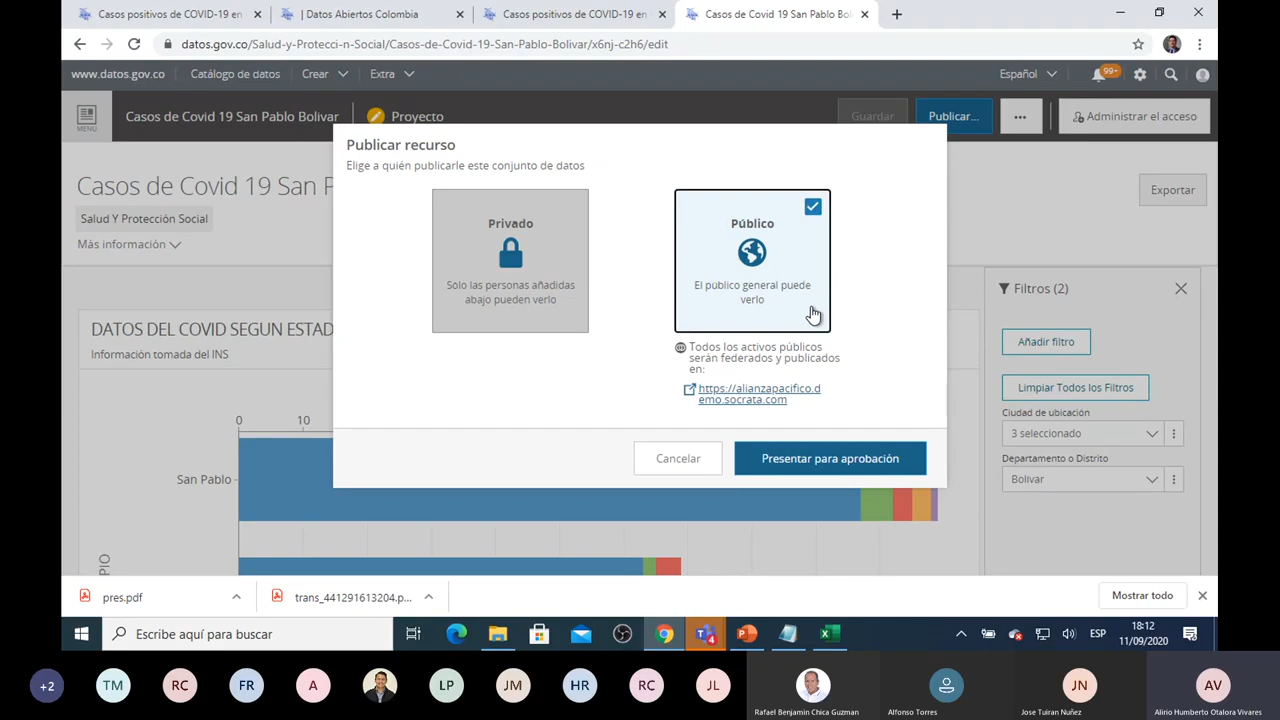 Casos positivos de COVID-19 en
| Datos Abiertos Colombia
Casos positivos de COVID-19 en
Casos de Covid 19 San Pablo Bol
datos.gov.co/Salud-y-Protecci-n-Social/Casos-de-Covid-19-San-Pablo-Bolivar/x6nj-c2h6/edit
www.datos.gov.co
Catálogo de datos
Crear
Extra
Español
99+
MENU
Casos de Covid 19 San Pablo Bolivar
Proyecto
Guardar
Publicar...
Administrar el acceso
Publicar recurso
Elige a quién publicarle este conjunto de datos
Casos de Covid 19 San P
Exportar
Salud Y Protección Social
Más información
Privado
Sólo las personas añadidas
abajo pueden verlo
Público
El público general puede
verlo
Todos los activos públicos
serán federados y publicados
en:
https://alianzapacifico.d
emo.socrata.com
Cancelar
Presentar para aprobación
DATOS DEL COVID SEGUN ESTAD
Información tomada del INS
0
10
San Pablo
PIO
Filtros (2)
Añadir filtro
Limpiar Todos los Filtros
Ciudad de ubicación
3 seleccionado
Departamento o Distrito
Bolivar
pres.pdf
trans_441291613204.p...
Mostrar todo
Escribe aquí para buscar
4
ESP
18:12
11/09/2020
+2
TM
RC
FR
A
LP
JM
HR
RC
JL
Rafael Benjamin Chica Guzman
Alfonso Torres
JN
Jose Tuiran Nuñez
AV
Alirio Humberto Otalora Vivares